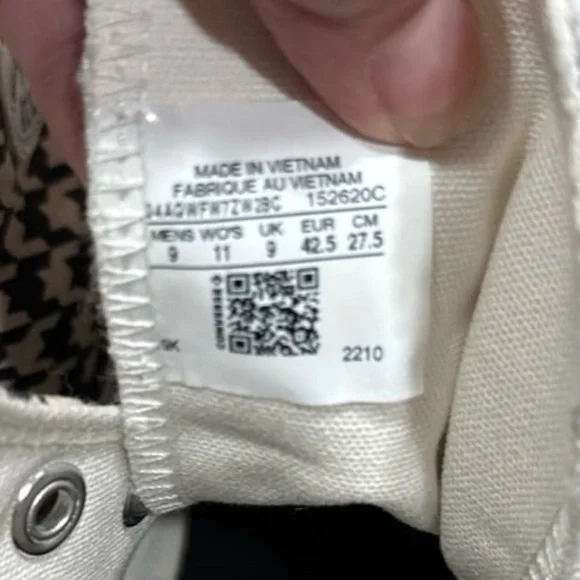 MADE IN VIETNAM
FABRIQUE AU VIETNAM
152620C
MENS WO'S UK EUR CM
9 11 9 42.5 27.5
2210